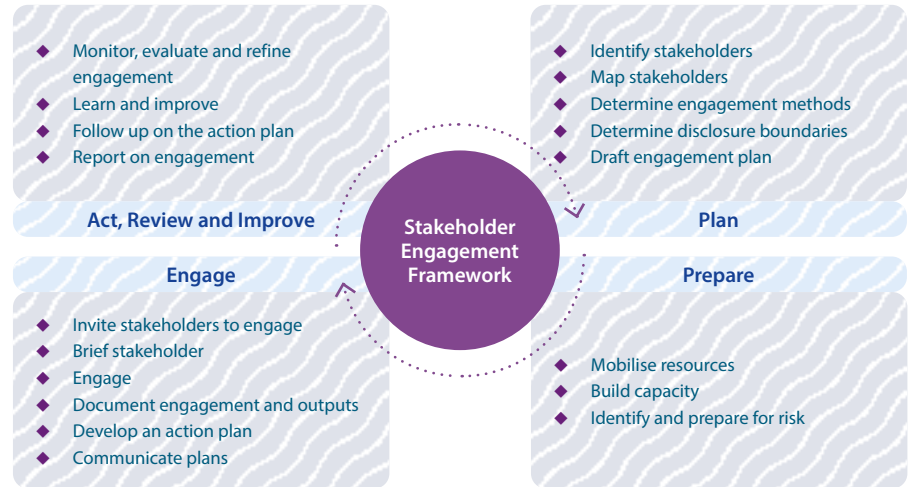 ◆ Monitor, evaluate and refine
engagement
◆ Learn and improve
◆ Follow up on the action plan
◆ Report on engagement
Act, Review and Improve
◆ Identify stakeholders
◆ Map stakeholders
◆ Determine engagement methods
◆ Determine disclosure boundaries
◆ Draft engagement plan
Plan
Stakeholder
Engagement
Framework
Engage
◆ Invite stakeholders to engage
◆ Brief stakeholder
◆ Engage
◆ Document engagement and outputs
◆ Develop an action plan
◆ Communicate plans
Prepare
◆ Mobilise resources
◆ Build capacity
◆ Identify and prepare for risk